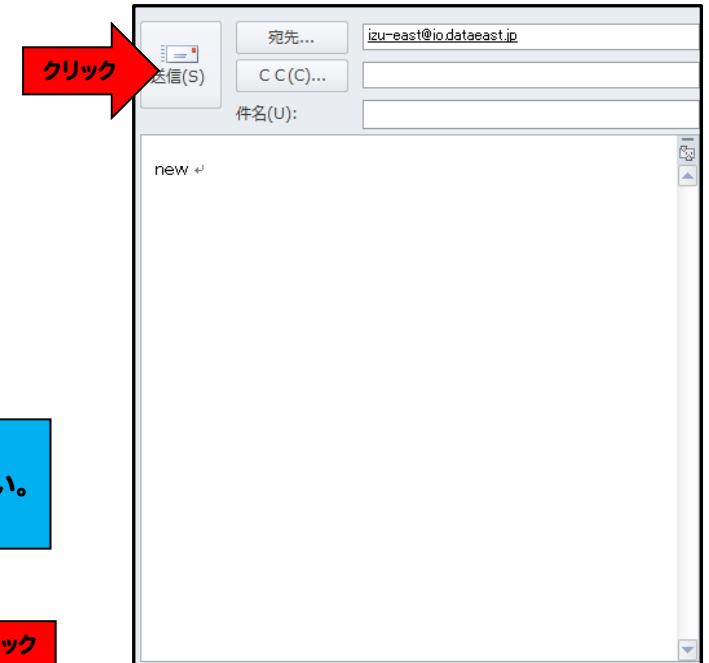 宛先...
izu-east@io.dataeast.jp
クリック
送信(S)
C C(C)...
件名(U):
new ↵
い。
ック